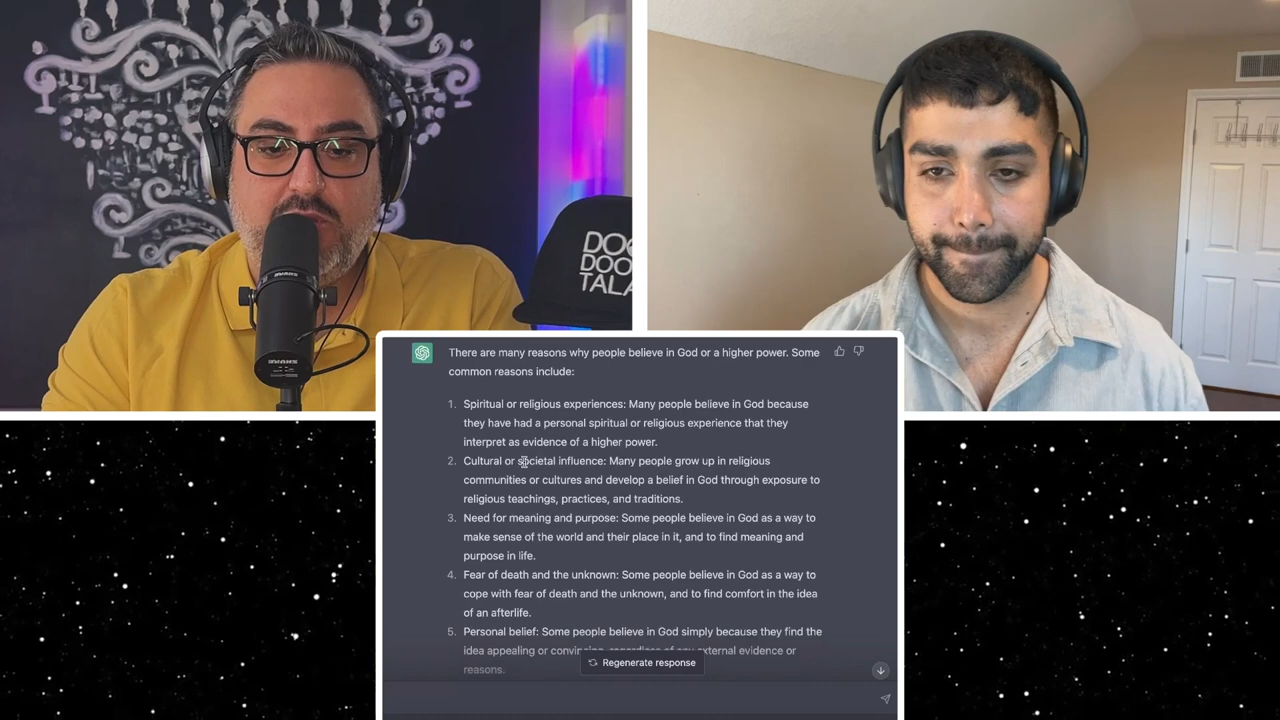 DOO
DOO
TALA
There are many reasons why people believe in God or a higher power. Some
common reasons include:
1. Spiritual or religious experiences: Many people believe in God because
they have had a personal spiritual or religious experience that they
interpret as evidence of a higher power.
2. Cultural or societal influence: Many people grow up in religious
communities or cultures and develop a belief in God through exposure to
religious teachings, practices, and traditions.
3. Need for meaning and purpose: Some people believe in God as a way to
make sense of the world and their place in it, and to find meaning and
purpose in life.
4. Fear of death and the unknown: Some people believe in God as a way to
cope with fear of death and the unknown, and to find comfort in the idea
of an afterlife.
5. Personal belief: Some people believe in God simply because they find the
idea appealing or convincing, regardless of any external evidence or
reasons.
Regenerate response